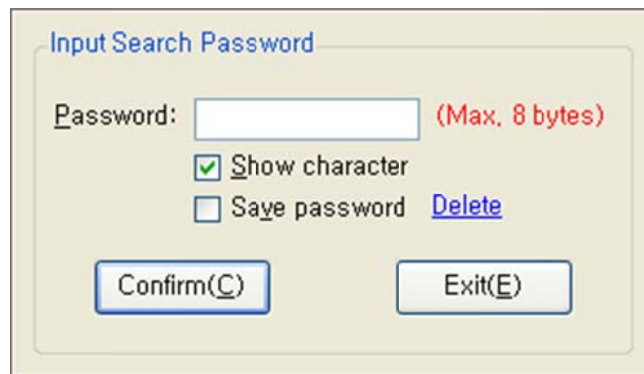 Input Search Password
Password: (Max. 8 bytes)
Show character
Save password Delete
Confirm(C) Exit(E)